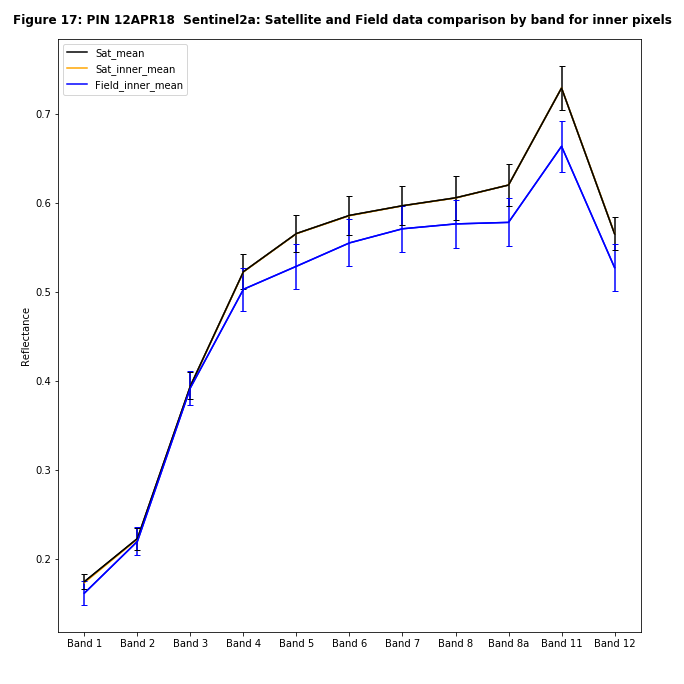 Figure 17: PIN 12APR18  Sentinel2a: Satellite and Field data comparison by band for inner pixels
Sat_mean
Sat_inner_mean
Field_inner_mean
0.7
0.6
0.5
0.4
0.3
0.2
Reflectance
Band 1 Band 2 Band 3 Band 4 Band 5 Band 6 Band 7 Band 8 Band 8a Band 11 Band 12